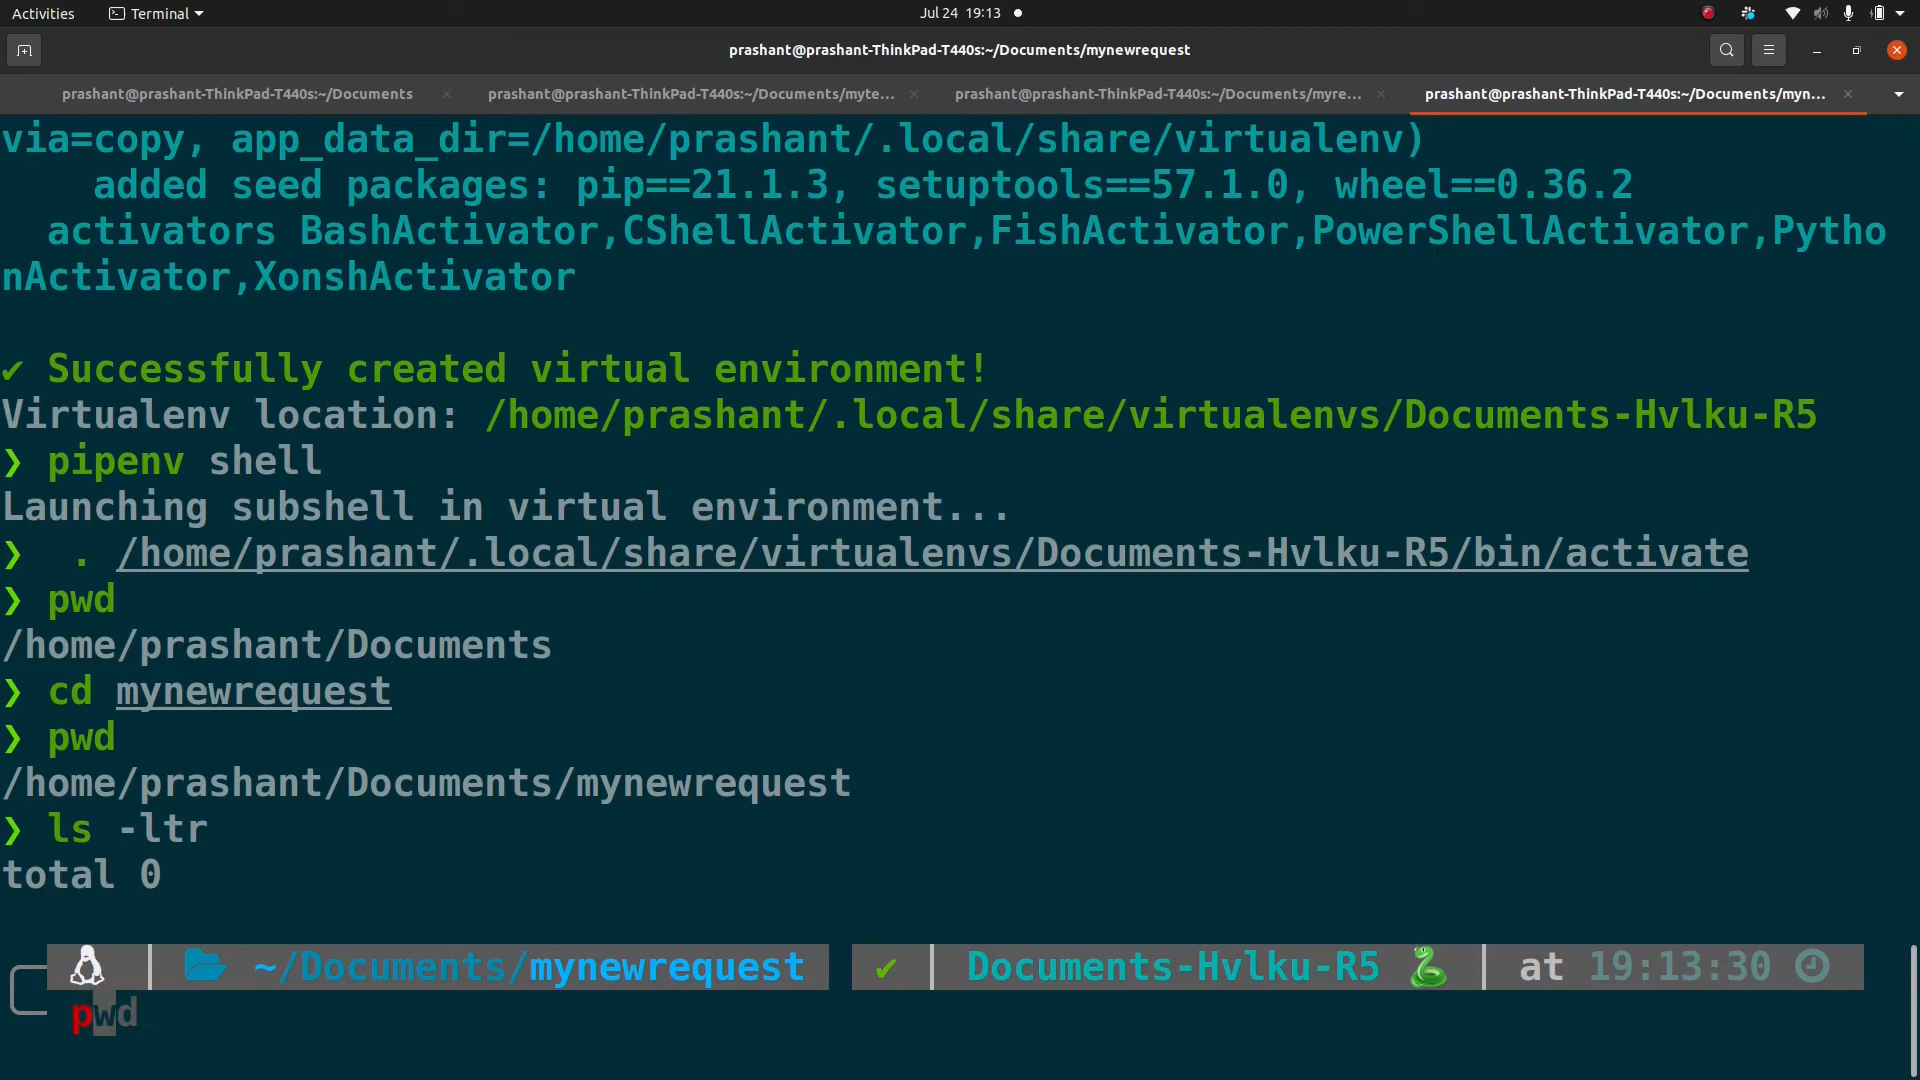 Activities Terminal Jul 24 19:13
prashant@prashant-ThinkPad-T440s:~/Documents/mynewrequest
prashant@prashant-ThinkPad-T440s:~/Documents prashant@prashant-ThinkPad-T440s:~/Documents/myte... prashant@prashant-ThinkPad-T440s:~/Documents/myre... prashant@prashant-ThinkPad-T440s:~/Documents/myn...
via=copy, app_data_dir=/home/prashant/.local/share/virtualenv)
    added seed packages: pip==21.1.3, setuptools==57.1.0, wheel==0.36.2
  activators BashActivator,CShellActivator,FishActivator,PowerShellActivator,Pytho
nActivator,XonshActivator
✔ Successfully created virtual environment!
Virtualenv location: /home/prashant/.local/share/virtualenvs/Documents-Hvlku-R5
❯ pipenv shell
Launching subshell in virtual environment...
❯  . /home/prashant/.local/share/virtualenvs/Documents-Hvlku-R5/bin/activate
❯ pwd
/home/prashant/Documents
❯ cd mynewrequest
❯ pwd
/home/prashant/Documents/mynewrequest
❯ ls -ltr
total 0
~/Documents/mynewrequest ✔ Documents-Hvlku-R5 at 19:13:30
pwd